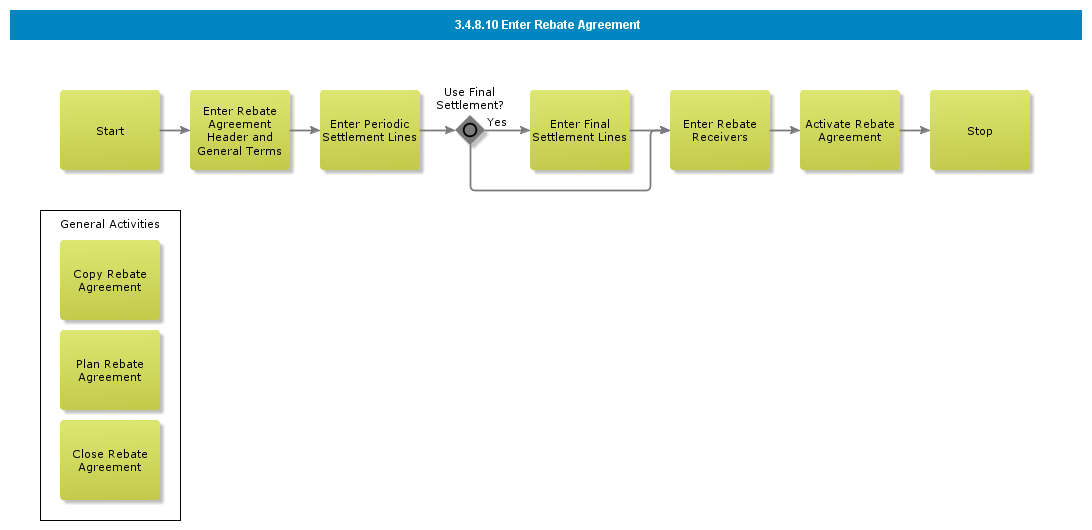 3.4.8.10 Enter Rebate Agreement
Start
Enter Rebate
Agreement
Header and
General Terms
Enter Periodic
Settlement Lines
Use Final
Settlement?
Yes
Enter Final
Settlement Lines
Enter Rebate
Receivers
Activate Rebate
Agreement
Stop
General Activities
Copy Rebate
Agreement
Plan Rebate
Agreement
Close Rebate
Agreement